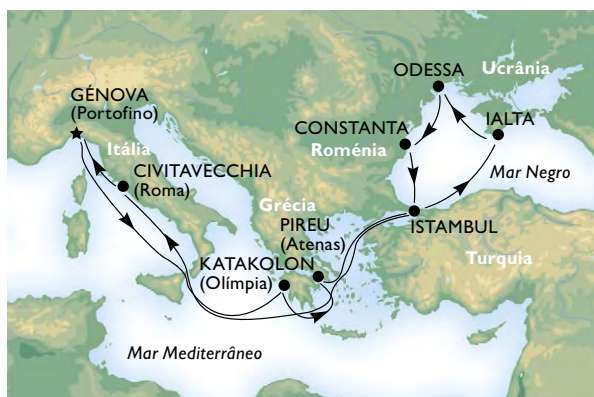 ODESSA
Ucrânia
GÉNOVA
(Portofino)
IALTA
CONSTANTA
Itália
Roménia
CIVITAVECCHIA
(Roma)
Mar Negro
Grécia
PIREU
(Atenas)
ISTAMBUL
KATAKOLON
(Olímpia)
Turquia
Mar Mediterrâneo